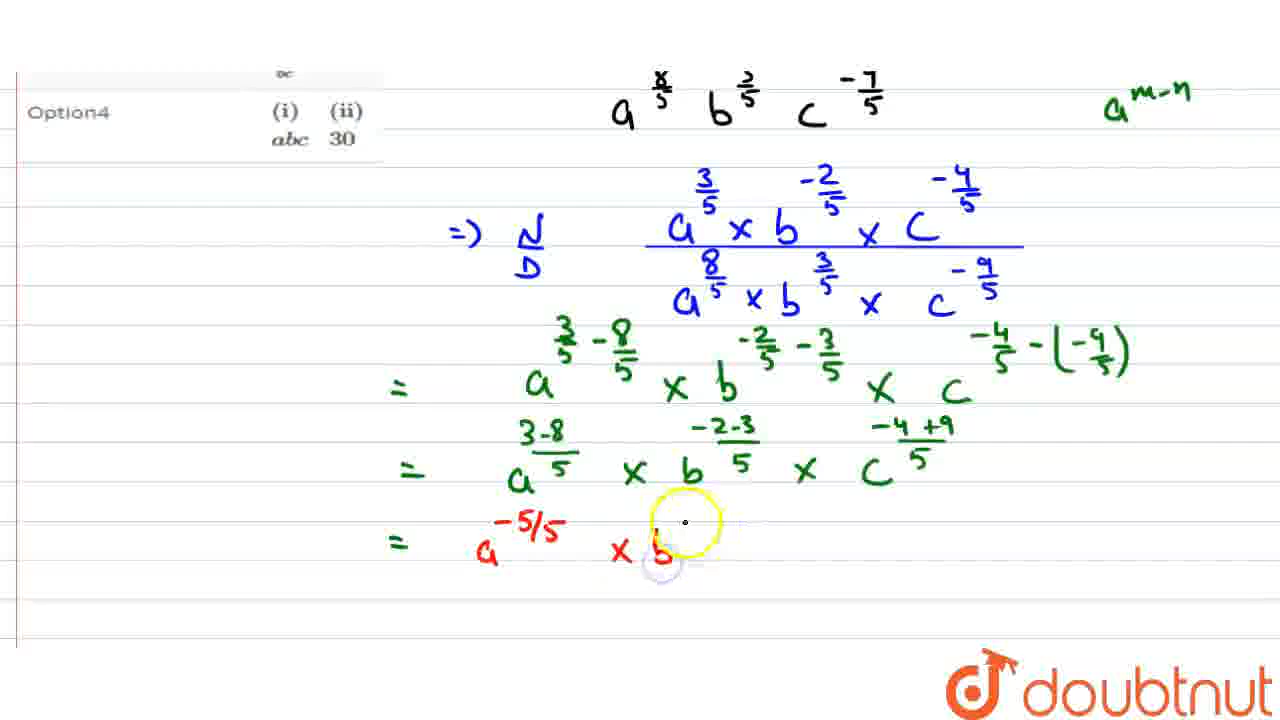 Option4 (i) (ii)
abc 30
a^{8/5} b^{2/5} c^{-7/5}
a^{m-n}
=> N/D (a^{3/5} × b^{-2/5} × c^{-4/5}) / (a^{8/5} × b^{3/5} × c^{-9/5})
= a^{3/5 - 8/5} × b^{-2/5 - 3/5} × c^{-4/5 - (-9/5)}
= a^{(3-8)/5} × b^{(-2-3)/5} × c^{(-4+9)/5}
= a^{-5/5} × b
doubtnut